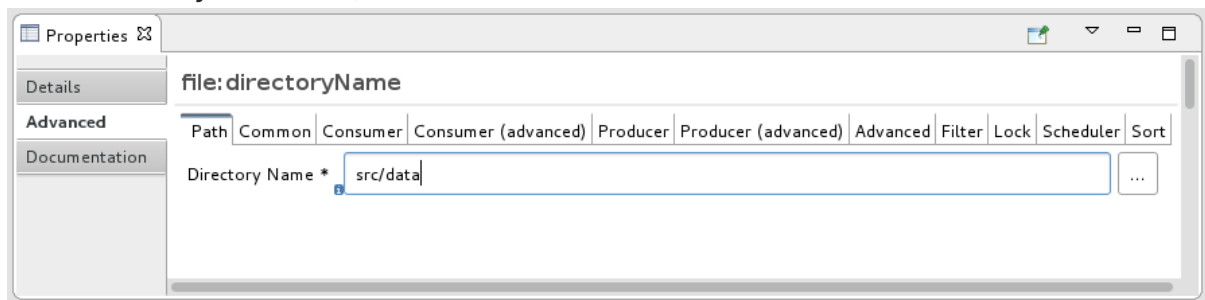 Properties
Details
Advanced
Documentation
file:directoryName
Path Common Consumer Consumer (advanced) Producer Producer (advanced) Advanced Filter Lock Scheduler Sort
Directory Name * src/data ...